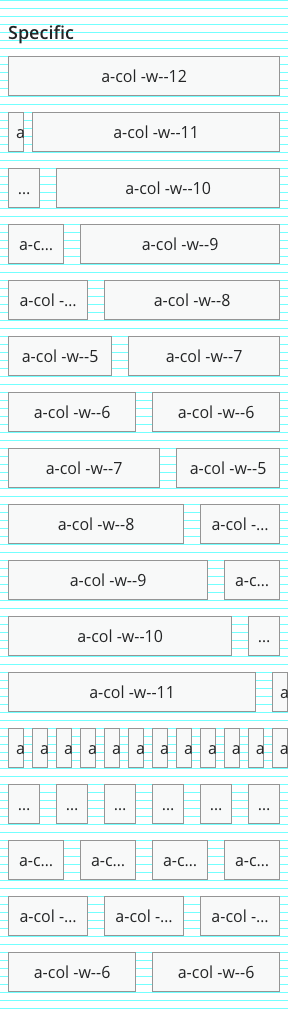 Specific
a-col -w--12
a a-col -w--11
... a-col -w--10
a-c... a-col -w--9
a-col -... a-col -w--8
a-col -w--5 a-col -w--7
a-col -w--6 a-col -w--6
a-col -w--7 a-col -w--5
a-col -w--8 a-col -...
a-col -w--9 a-c...
a-col -w--10 ...
a-col -w--11 a
a a a a a a a a a a a a
... ... ... ... ... ...
a-c... a-c... a-c... a-c...
a-col -... a-col -... a-col -...
a-col -w--6 a-col -w--6